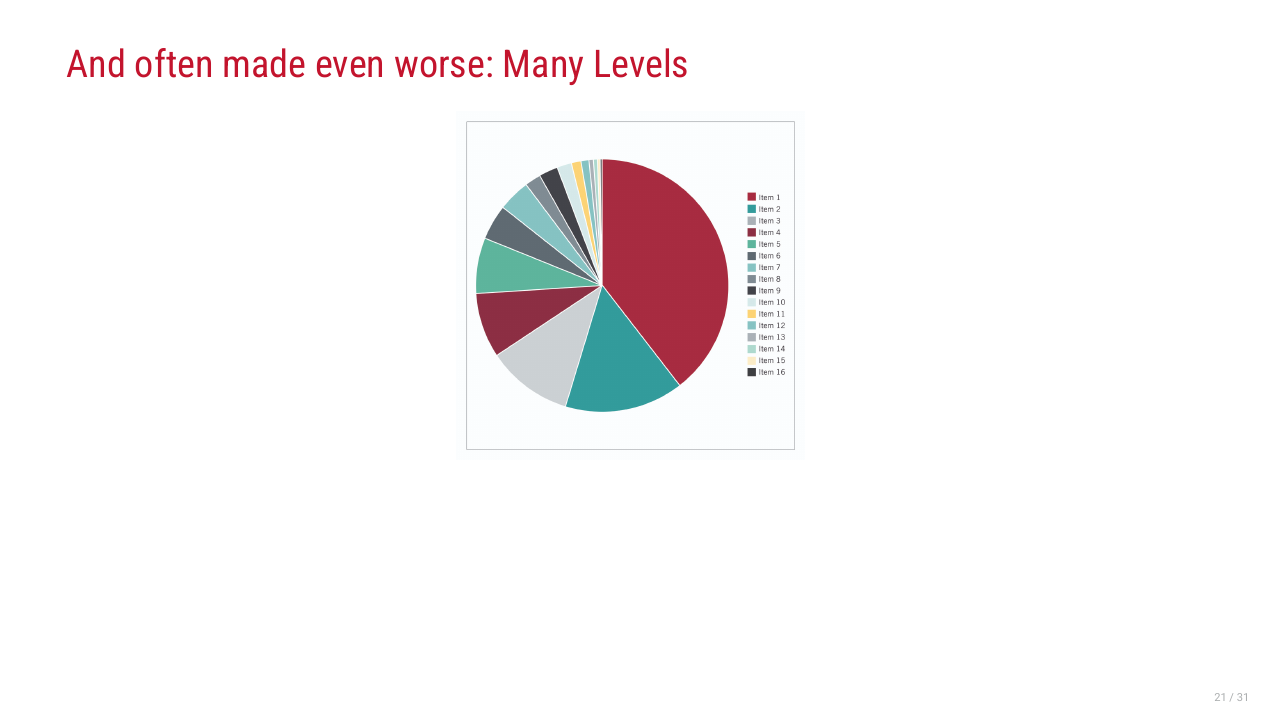 And often made even worse: Many Levels
Item 1
Item 2
Item 3
Item 4
Item 5
Item 6
Item 7
Item 8
Item 9
Item 10
Item 11
Item 12
Item 13
Item 14
Item 15
Item 16
21 / 31